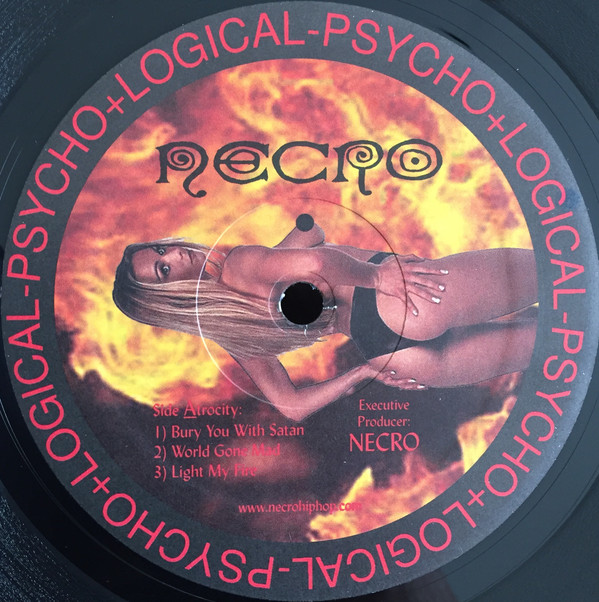 LOGICAL-PSYCHO+LOGICAL-PSYCHO+LOGICAL-PSYCHO+LOGICAL-PSYCHO+
NECRO
Side Atrocity:
1) Bury You With Satan
2) World Gone Mad
3) Light My Fire
Executive
Producer:
NECRO
www.necrohiphop.com